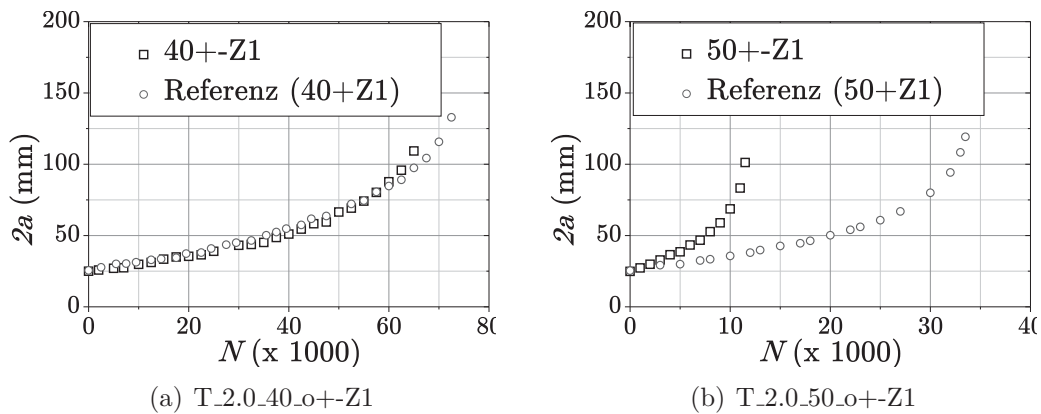 200
150
100
50
0
2a (mm)
40+-Z1
Referenz (40+Z1)
0 20 40 60 80
N (x 1000)
(a) T_2.0_40_o+-Z1
200
150
100
50
0
2a (mm)
50+-Z1
Referenz (50+Z1)
0 10 20 30 40
N (x 1000)
(b) T_2.0_50_o+-Z1